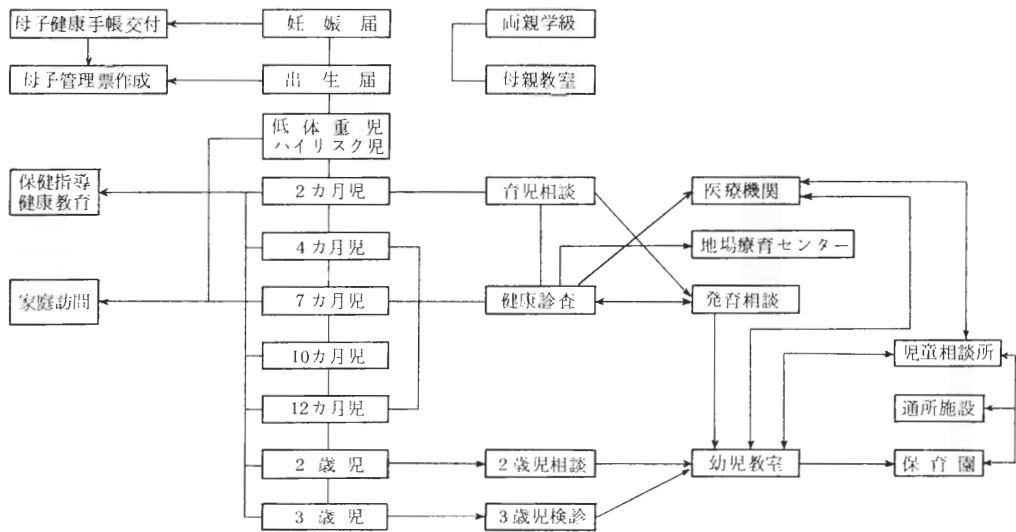 母子健康手帳交付
妊娠届
両親学級
母子管理票作成
出生届
母親教室
低体重児
ハイリスク児
保健指導
健康教育
2カ月児
育児相談
医療機関
4カ月児
地場療育センター
家庭訪問
7カ月児
健康診査
発育相談
10カ月児
児童相談所
12カ月児
通所施設
2歳児
2歳児相談
幼児教室
保育園
3歳児
3歳児検診